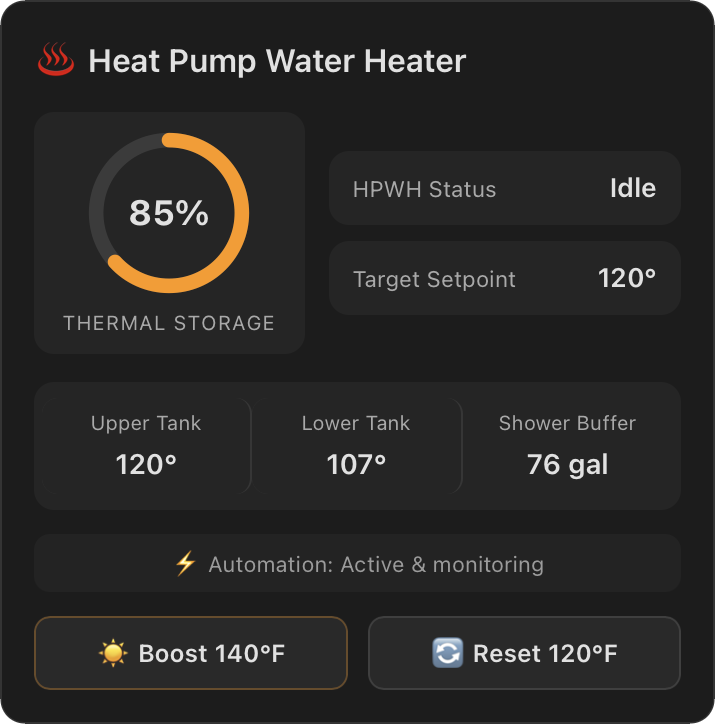 Heat Pump Water Heater
85%
THERMAL STORAGE
HPWH Status
Idle
Target Setpoint
120°
Upper Tank
120°
Lower Tank
107°
Shower Buffer
76 gal
Automation: Active & monitoring
Boost 140°F
Reset 120°F